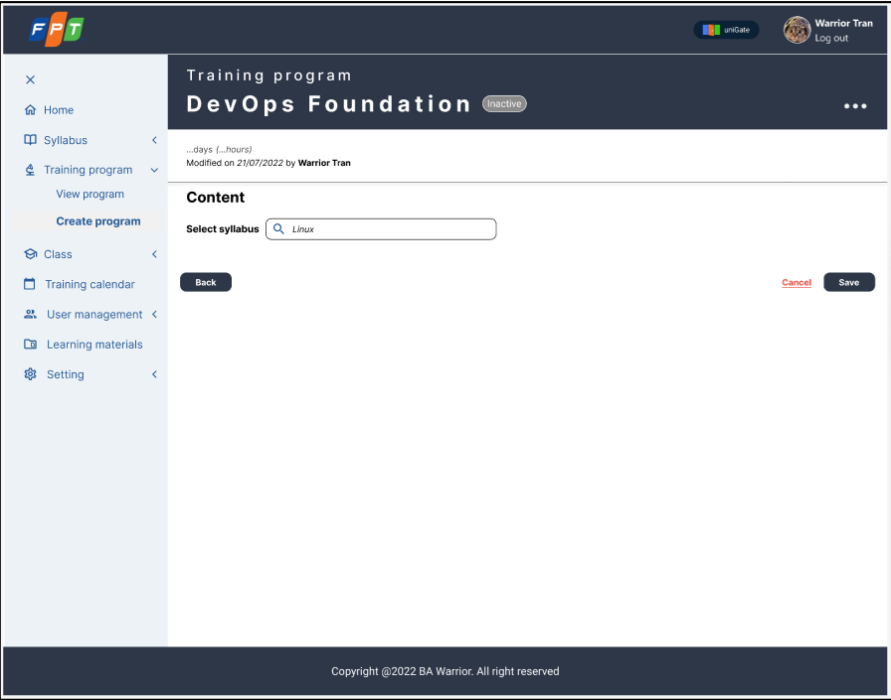 FPT
uniGate
Warrior Tran
Log out
Home
Syllabus
Training program
View program
Create program
Class
Training calendar
User management
Learning materials
Setting
Training program
DevOps Foundation Inactive
...days (...hours)
Modified on 21/07/2022 by Warrior Tran
Content
Select syllabus Linux
Back
Cancel Save
Copyright @2022 BA Warrior. All right reserved